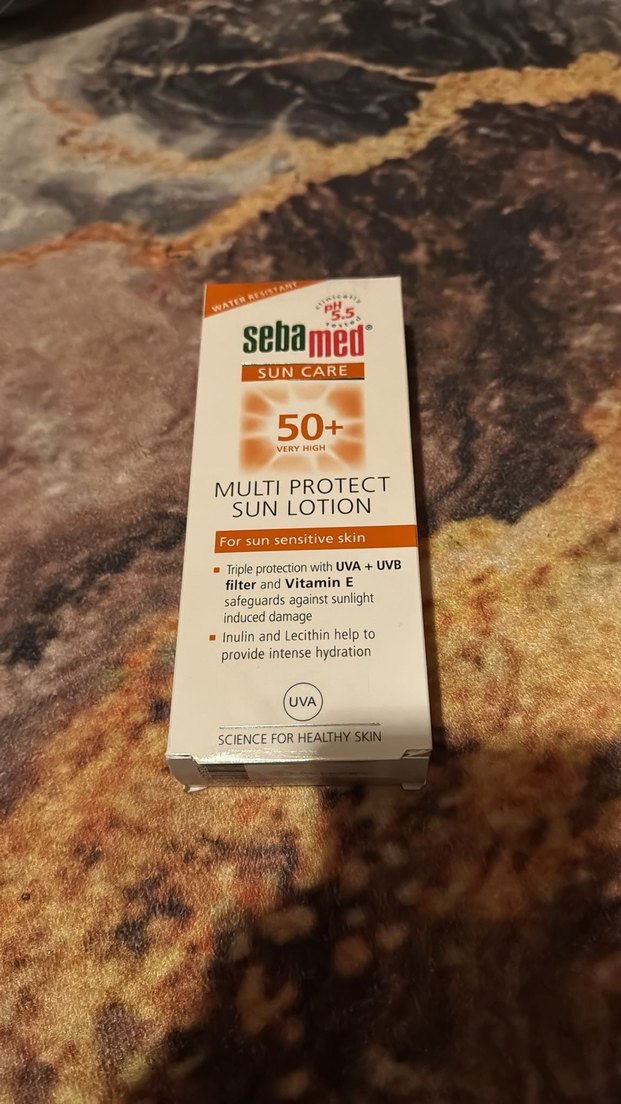 WATER RESISTANT
clinically
pH
5.5
tested
sebamed®
SUN CARE
50+
VERY HIGH
MULTI PROTECT
SUN LOTION
For sun sensitive skin
▪ Triple protection with UVA + UVB
filter and Vitamin E
safeguards against sunlight
induced damage
▪ Inulin and Lecithin help to
provide intense hydration
UVA
SCIENCE FOR HEALTHY SKIN